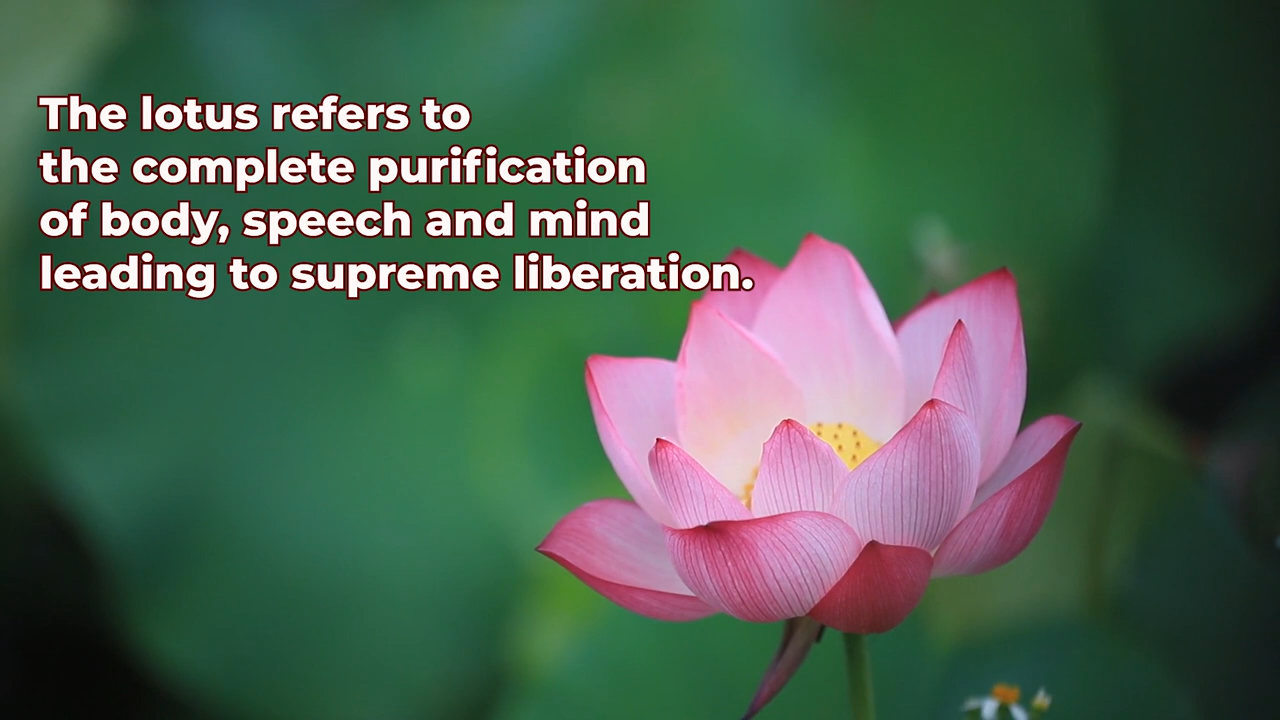 The lotus refers to
the complete purification
of body, speech and mind
leading to supreme liberation.